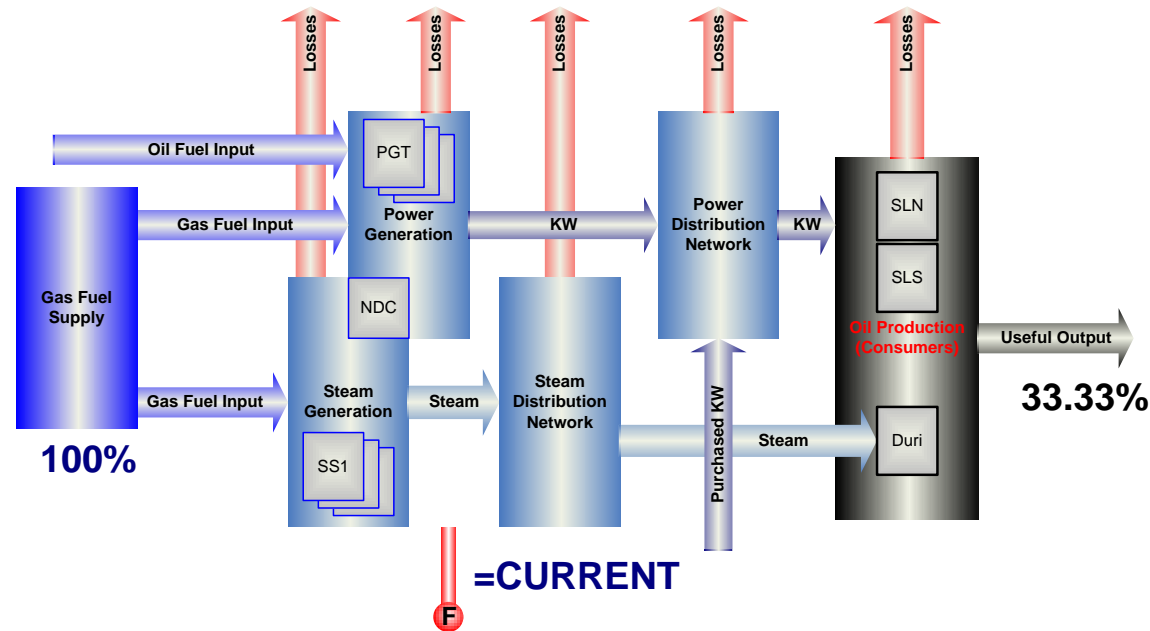 Losses
Losses
Losses
Losses
Losses
Oil Fuel Input
PGT
SLN
Gas Fuel Input
Power
Generation
KW
Power
Distribution
Network
KW
SLS
Gas Fuel
Supply
NDC
Oil Production
(Consumers)
Useful Output
33.33%
Gas Fuel Input
Steam
Generation
Steam
Steam
Distribution
Network
Purchased KW
Steam
Duri
100%
SS1
=CURRENT
F